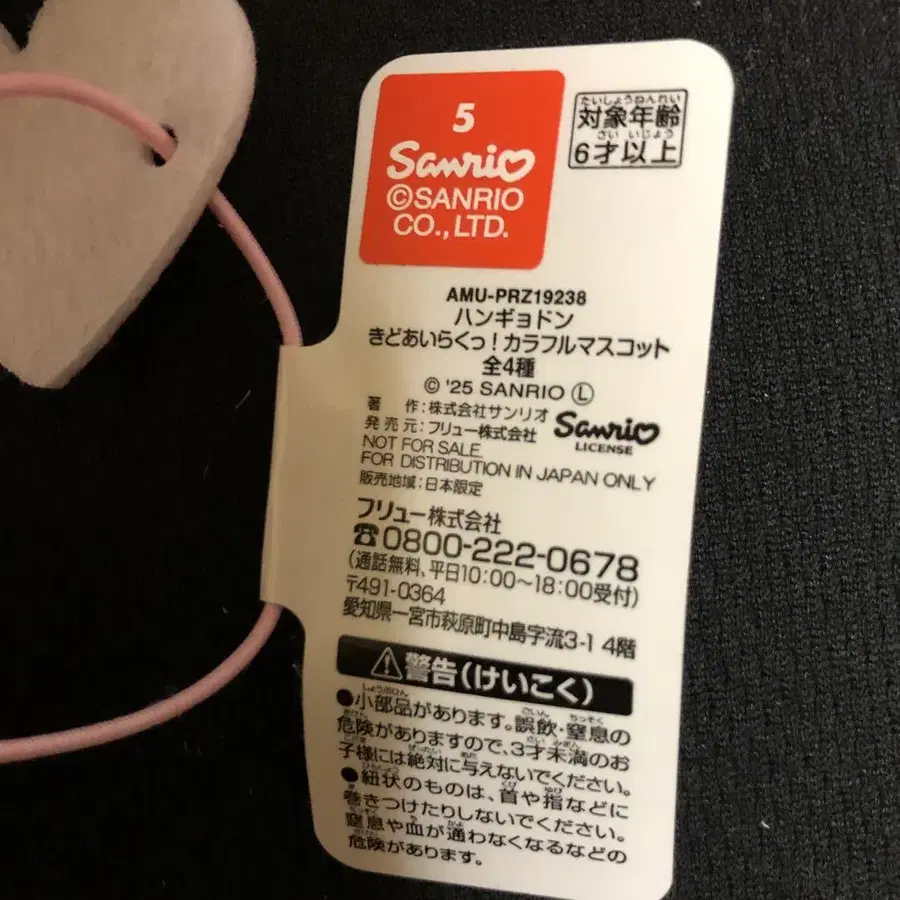 5
Sanrio
©SANRIO
CO.,LTD.
たいしょうねんれい
対象年齢
さい いじょう
6才以上
AMU-PRZ19238
ハンギョドン
きどあいらくっ!カラフルマスコット
全4種
© '25 SANRIO Ⓛ
著 作:株式会社サンリオ
発売元:フリュー株式会社
Sanrio
LICENSE
NOT FOR SALE.
FOR DISTRIBUTION IN JAPAN ONLY
販売地域:日本限定
フリュー株式会社
☎0800-222-0678
(通話無料、平日10:00～18:00受付)
〒491-0364
愛知県一宮市萩原町中島字流3-1 4階
⚠警告(けいこく)
しょうぶひん
●小部品があります。誤飲・窒息の
危険がありますので、3才未満のお
子様には絶対に与えないでください。
●紐状のものは、首や指などに
巻きつけたりしないでください。
窒息や血が通わなくなるなどの
危険があります。